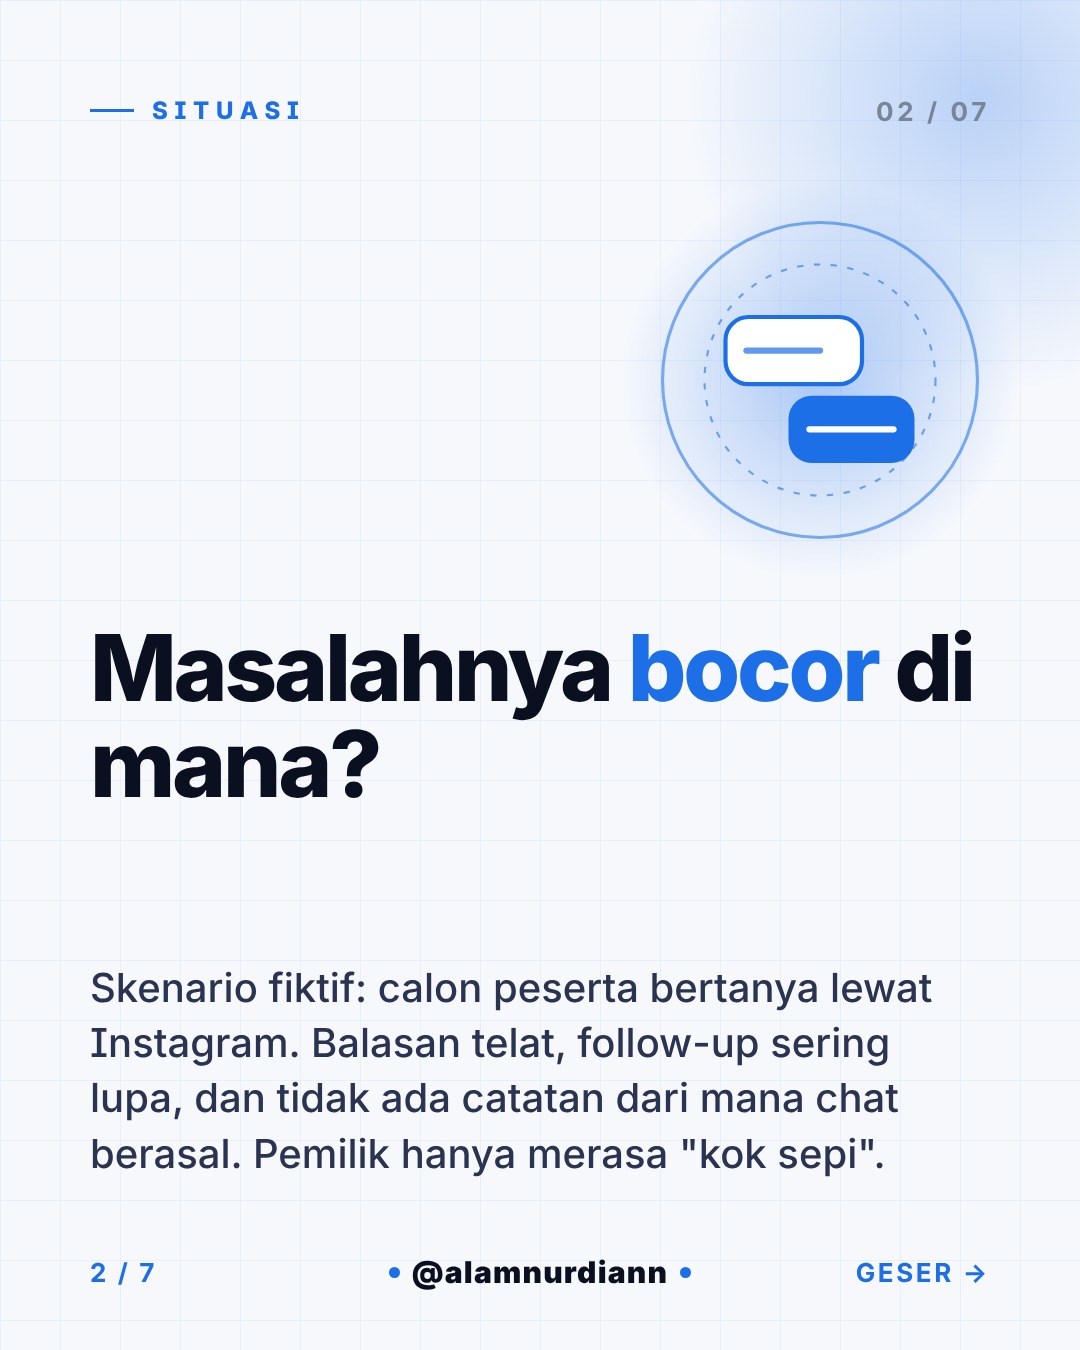 SITUASI
02 / 07
Masalahnya bocor di
mana?
Skenario fiktif: calon peserta bertanya lewat
Instagram. Balasan telat, follow-up sering
lupa, dan tidak ada catatan dari mana chat
berasal. Pemilik hanya merasa "kok sepi".
2 / 7
• @alamnurdiann •
GESER →